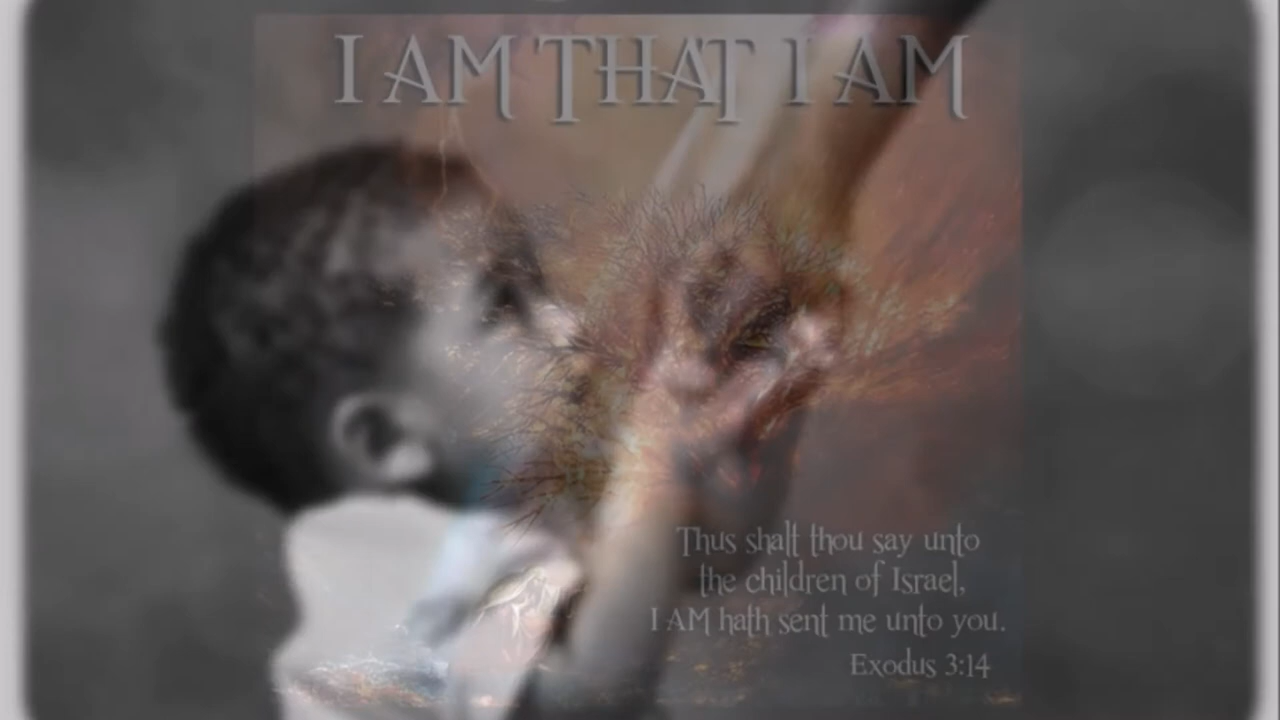 I AM THAT I AM
Thus shalt thou say unto
the children of Israel,
I AM hath sent me unto you.
Exodus 3:14